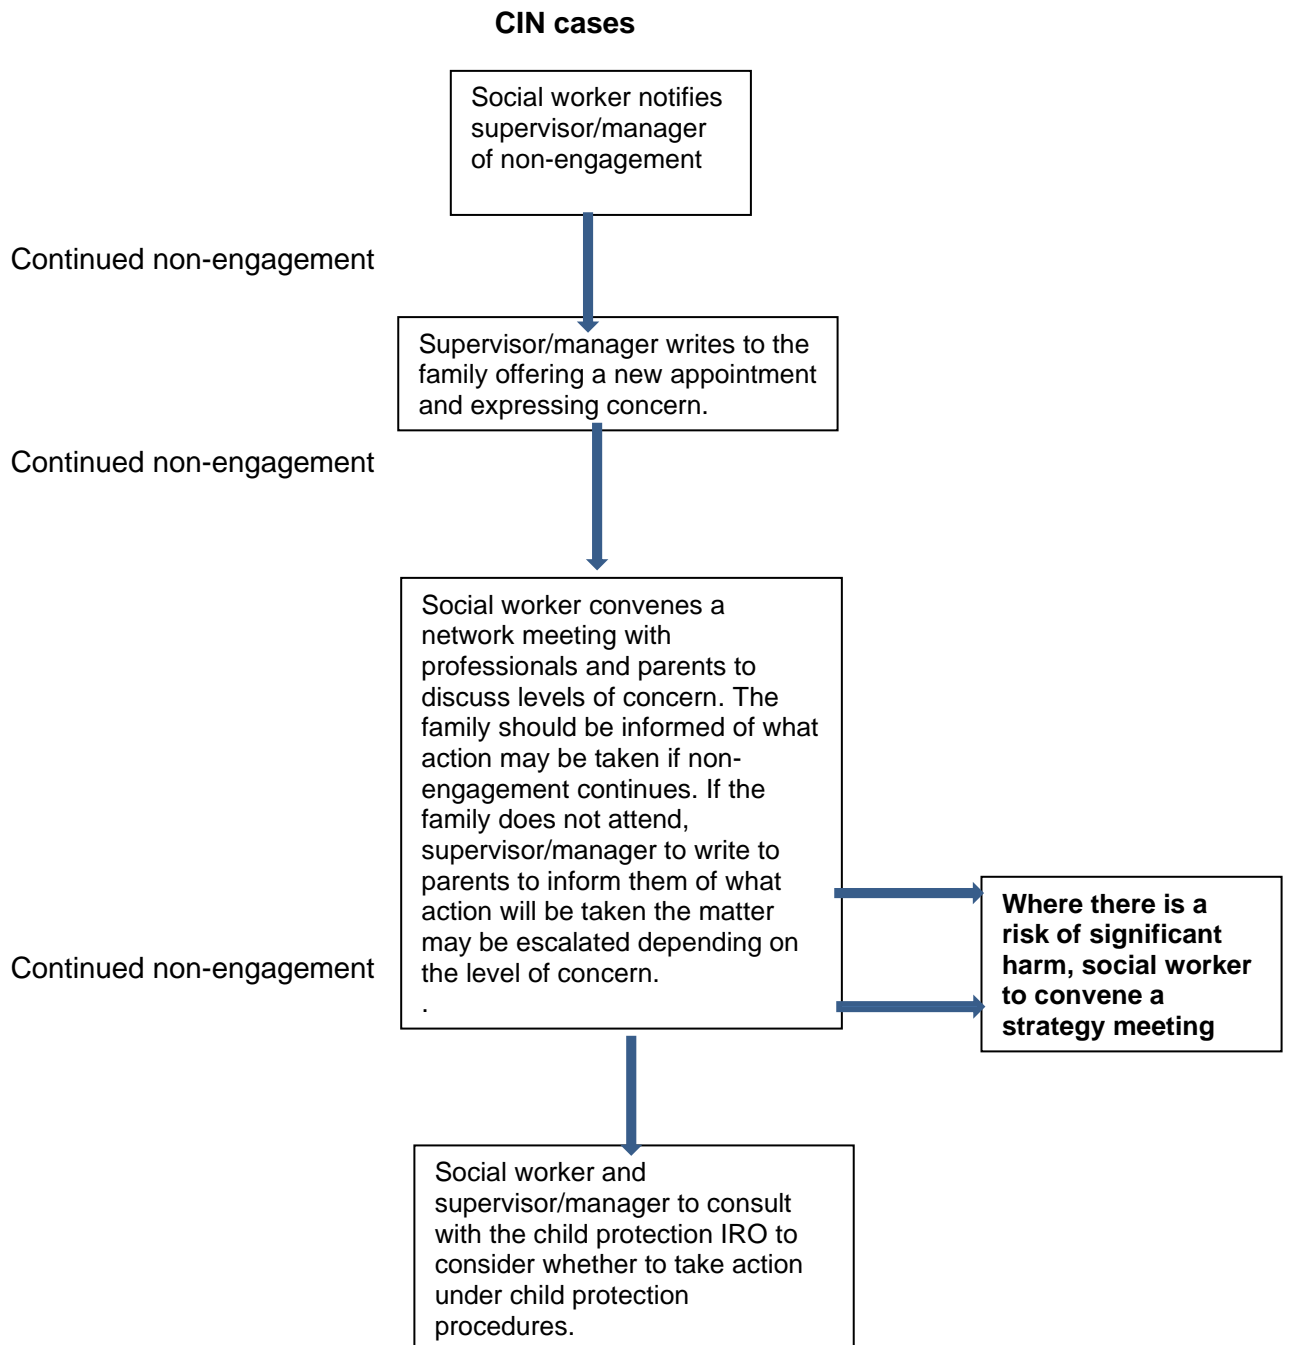 CIN cases
Social worker notifies
supervisor/manager
of non-engagement
Continued non-engagement
Supervisor/manager writes to the
family offering a new appointment
and expressing concern.
Continued non-engagement
Social worker convenes a
network meeting with
professionals and parents to
discuss levels of concern. The
family should be informed of what
action may be taken if non-
engagement continues. If the
family does not attend,
supervisor/manager to write to
parents to inform them of what
action will be taken the matter
may be escalated depending on
the level of concern.
.
Where there is a
risk of significant
harm, social worker
to convene a
strategy meeting
Continued non-engagement
Social worker and
supervisor/manager to consult
with the child protection IRO to
consider whether to take action
under child protection
procedures.